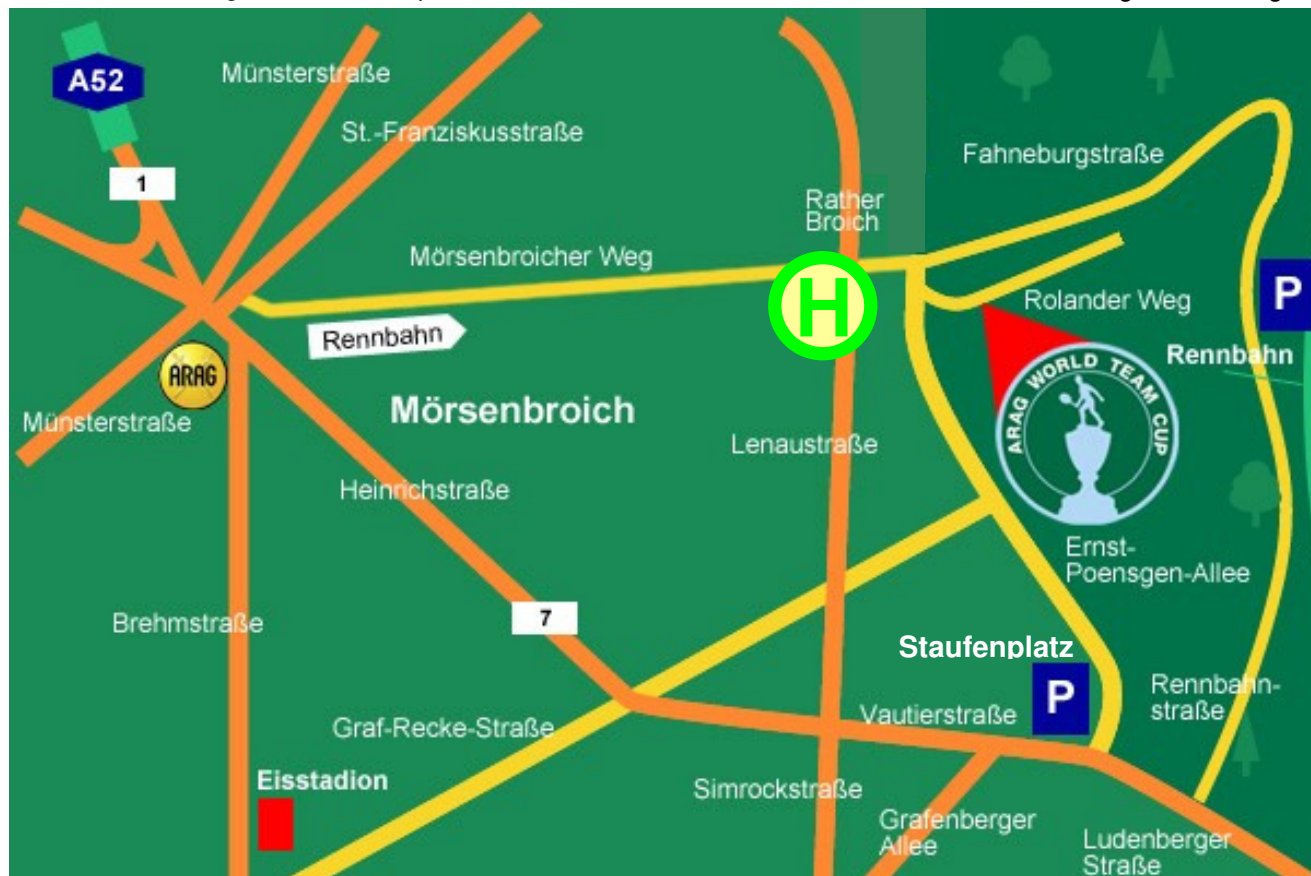 A52
Münsterstraße
St.-Franziskusstraße
1
Fahneburgstraße
Rather
Broich
Mörsenbroicher Weg
H
Rolander Weg
P
Rennbahn
Rennbahn
ARAG
ARAG WORLD TEAM CUP
Münsterstraße
Mörsenbroich
Lenaustraße
Heinrichstraße
Ernst-
Poensgen-Allee
Brehmstraße
7
Staufenplatz
P
Rennbahn-
straße
Vautierstraße
Graf-Recke-Straße
Eisstadion
Simrockstraße
Grafenberger
Allee
Ludenberger
Straße